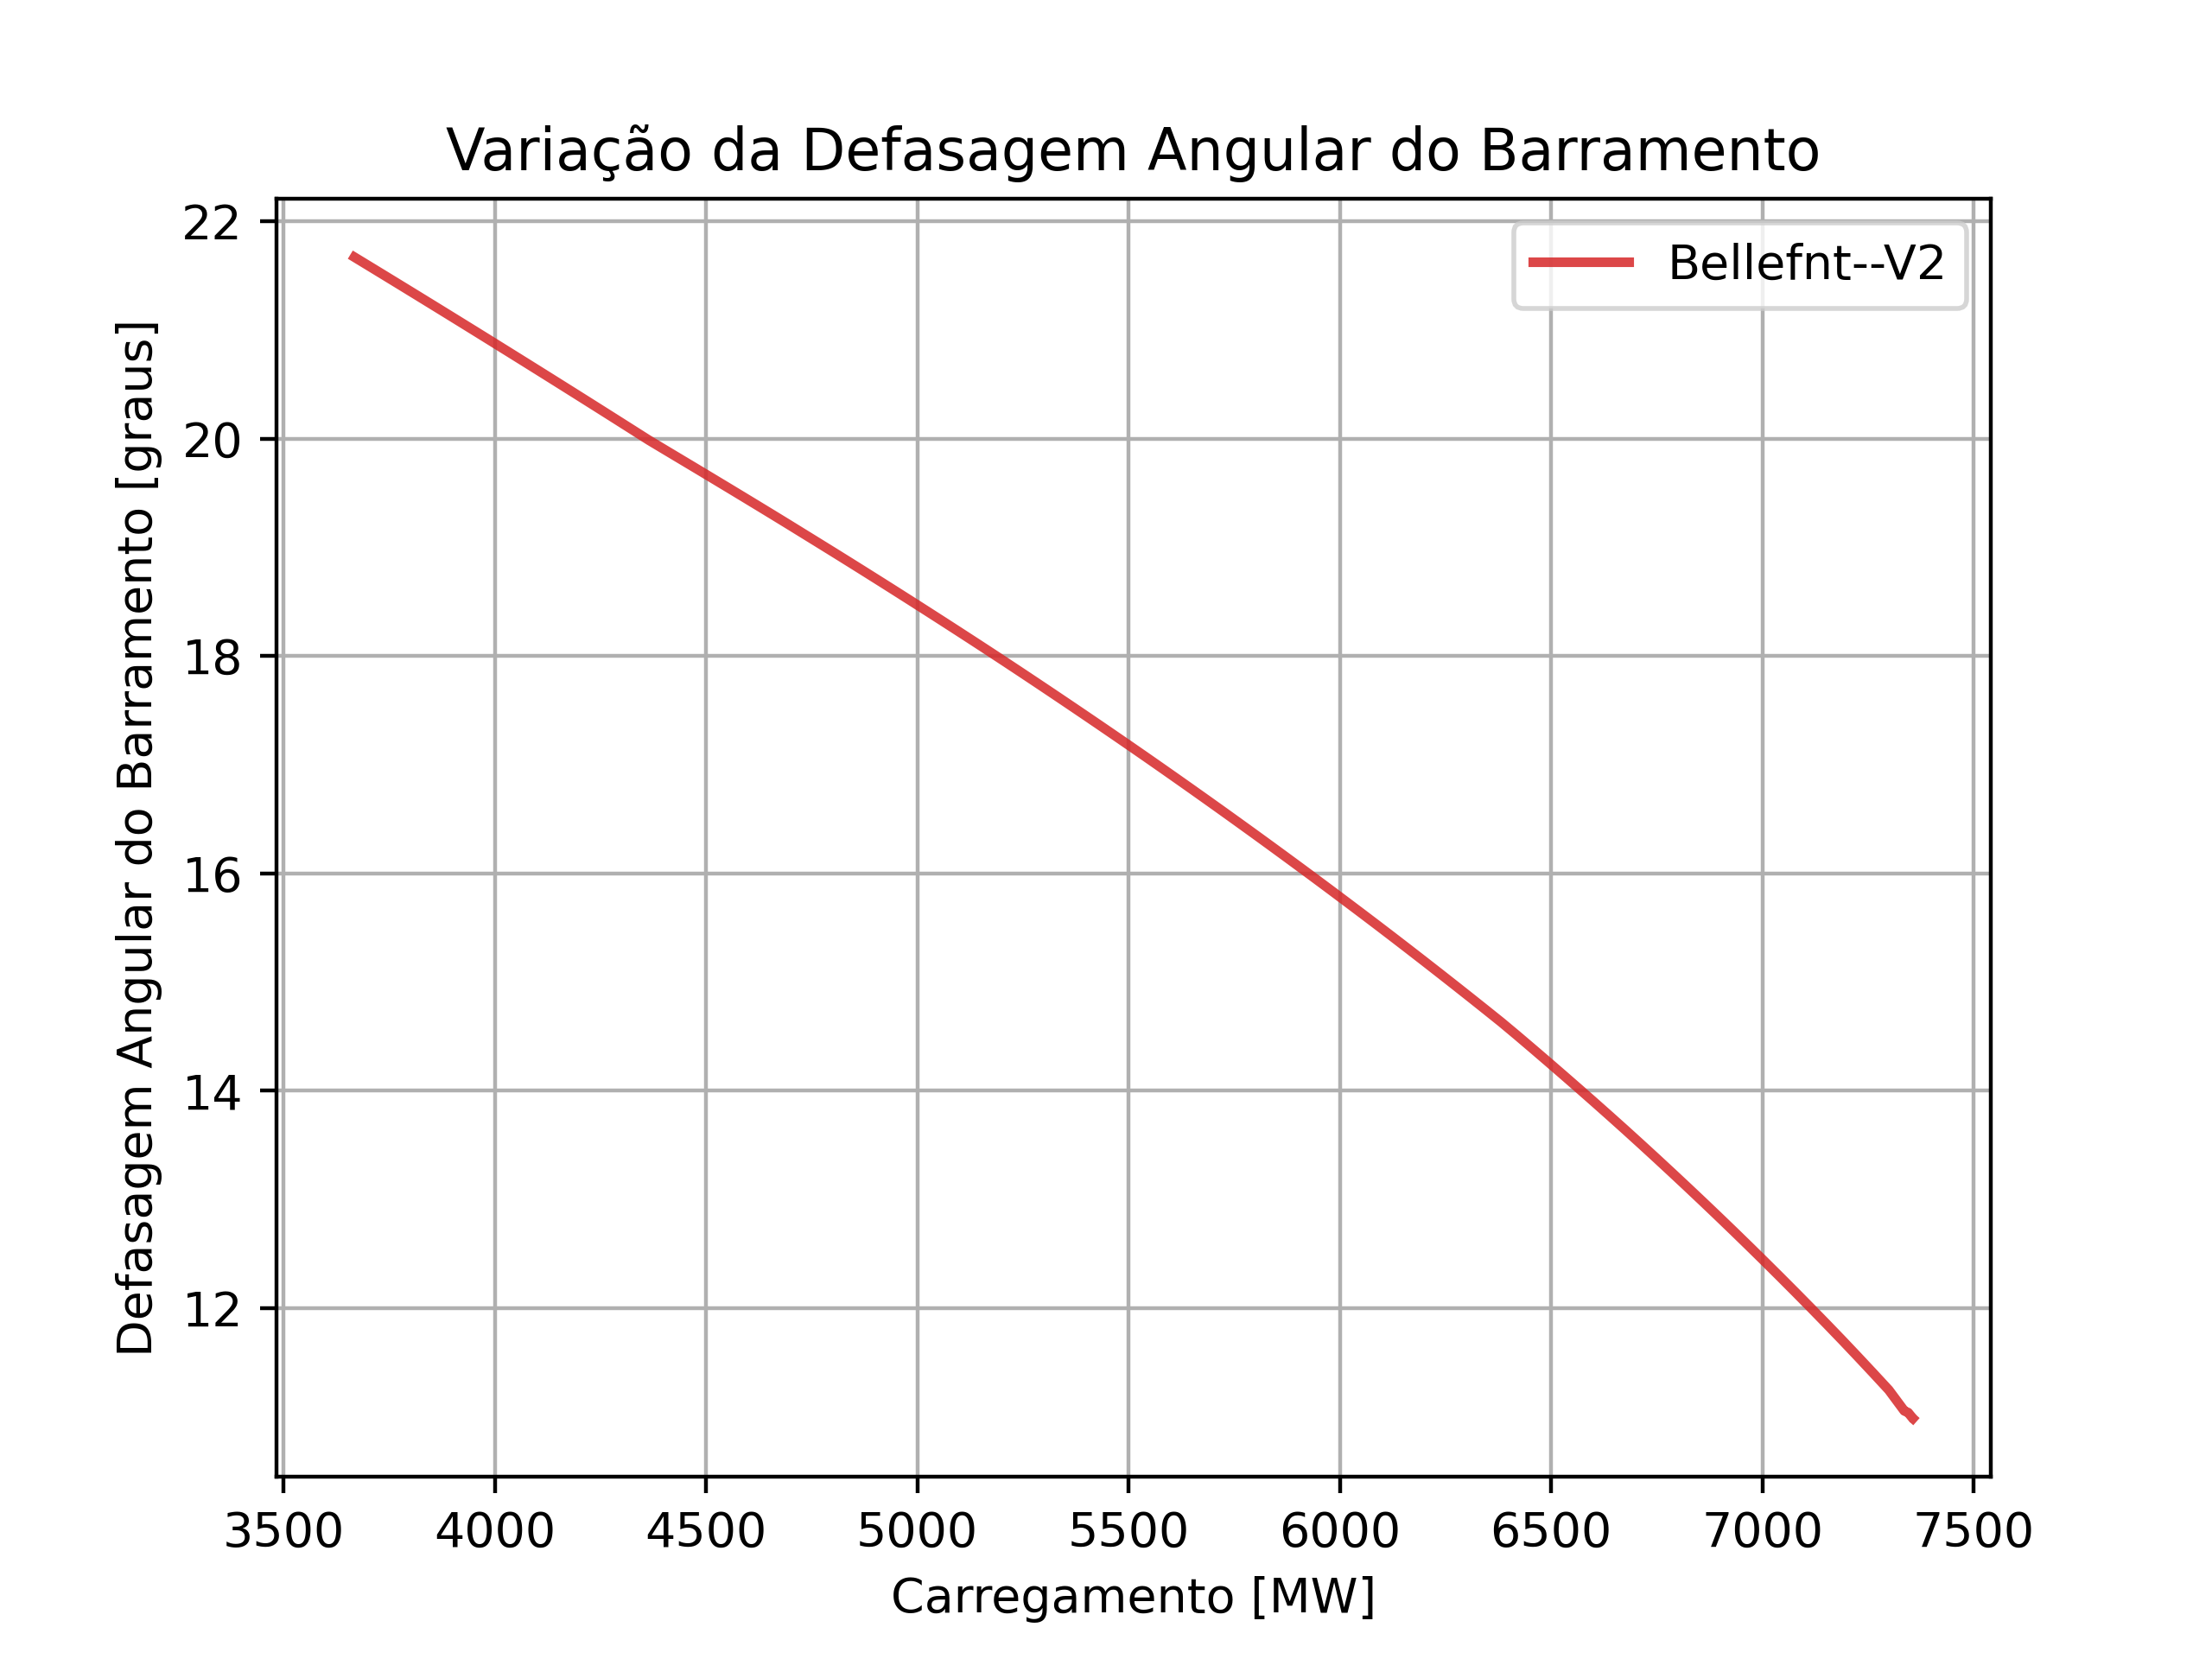 Variação da Defasagem Angular do Barramento
Bellefnt--V2
Defasagem Angular do Barramento [graus]
22
20
18
16
14
12
3500 4000 4500 5000 5500 6000 6500 7000 7500
Carregamento [MW]